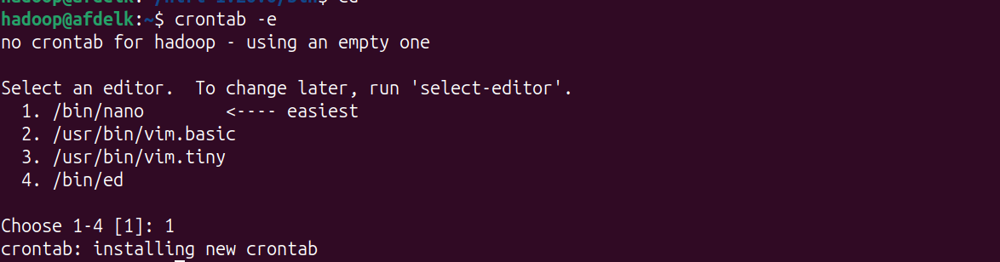 hadoop@afdelk:~$ crontab -e
no crontab for hadoop - using an empty one
Select an editor.  To change later, run 'select-editor'.
  1. /bin/nano        <---- easiest
  2. /usr/bin/vim.basic
  3. /usr/bin/vim.tiny
  4. /bin/ed
Choose 1-4 [1]: 1
crontab: installing new crontab